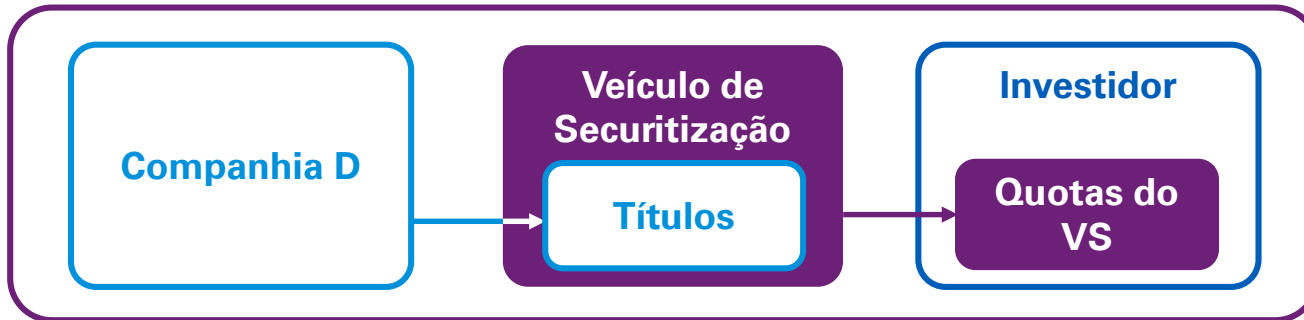 Companhia D
Veículo de
Securitização
Títulos
Investidor
Quotas do
VS